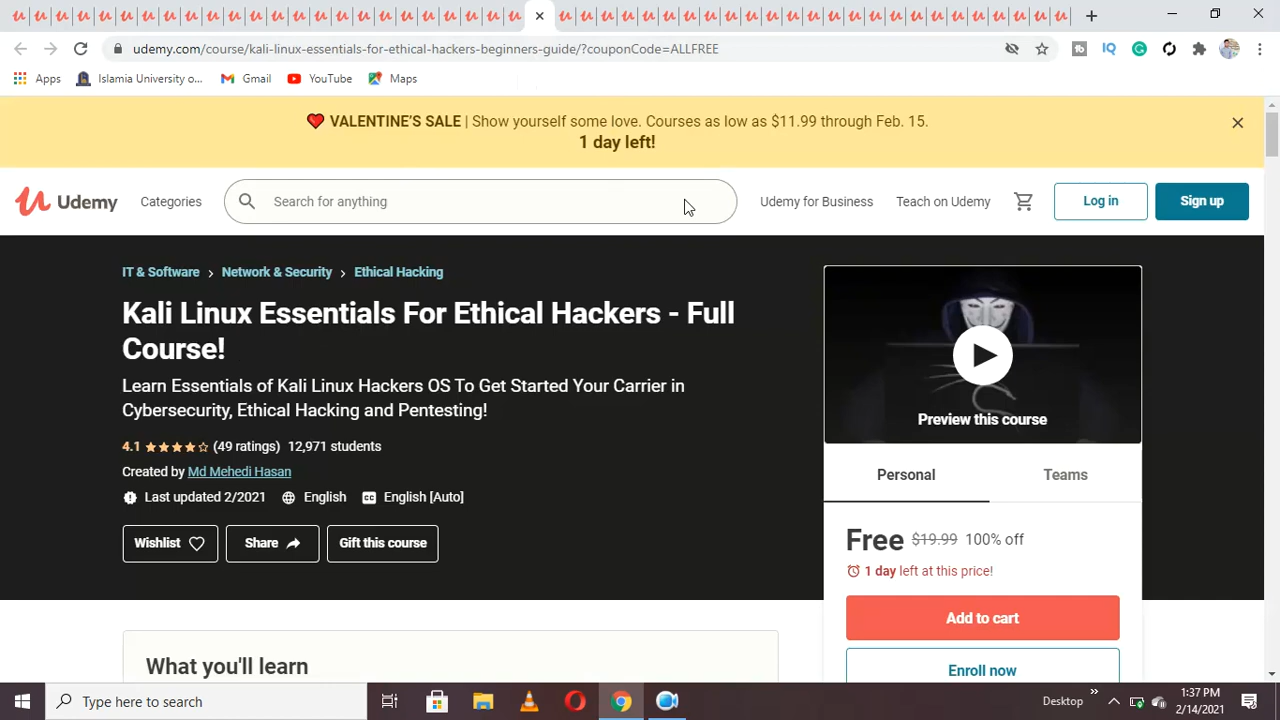 udemy.com/course/kali-linux-essentials-for-ethical-hackers-beginners-guide/?couponCode=ALLFREE
Apps
Islamia University o...
Gmail
YouTube
Maps
VALENTINE'S SALE | Show yourself some love. Courses as low as $11.99 through Feb. 15.
1 day left!
Udemy
Categories
Search for anything
Udemy for Business
Teach on Udemy
Log in
Sign up
IT & Software > Network & Security > Ethical Hacking
Kali Linux Essentials For Ethical Hackers - Full
Course!
Learn Essentials of Kali Linux Hackers OS To Get Started Your Carrier in
Cybersecurity, Ethical Hacking and Pentesting!
4.1 (49 ratings) 12,971 students
Created by Md Mehedi Hasan
Last updated 2/2021 English English [Auto]
Wishlist
Share
Gift this course
Preview this course
Personal
Teams
Free $19.99 100% off
1 day left at this price!
Add to cart
Enroll now
What you'll learn
Type here to search
Desktop
1:37 PM
2/14/2021